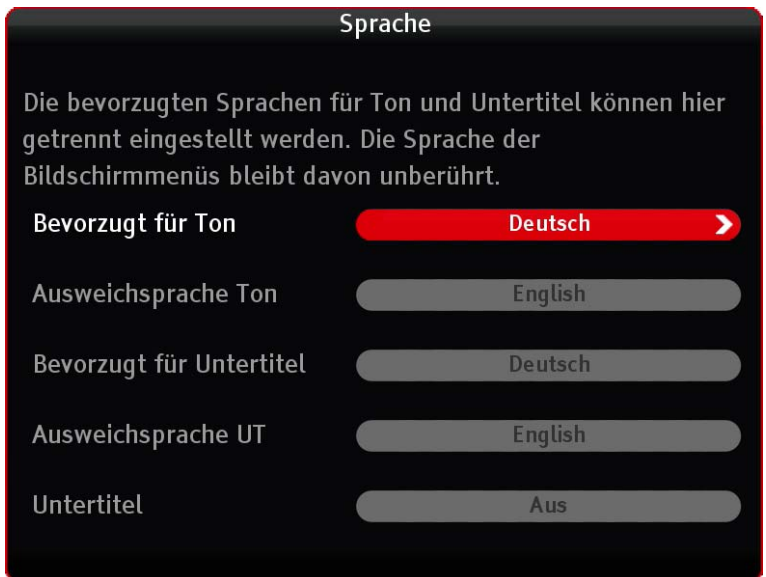 Sprache
Die bevorzugten Sprachen für Ton und Untertitel können hier
getrennt eingestellt werden. Die Sprache der
Bildschirmmenüs bleibt davon unberührt.
Bevorzugt für Ton Deutsch
Ausweichsprache Ton English
Bevorzugt für Untertitel Deutsch
Ausweichsprache UT English
Untertitel Aus